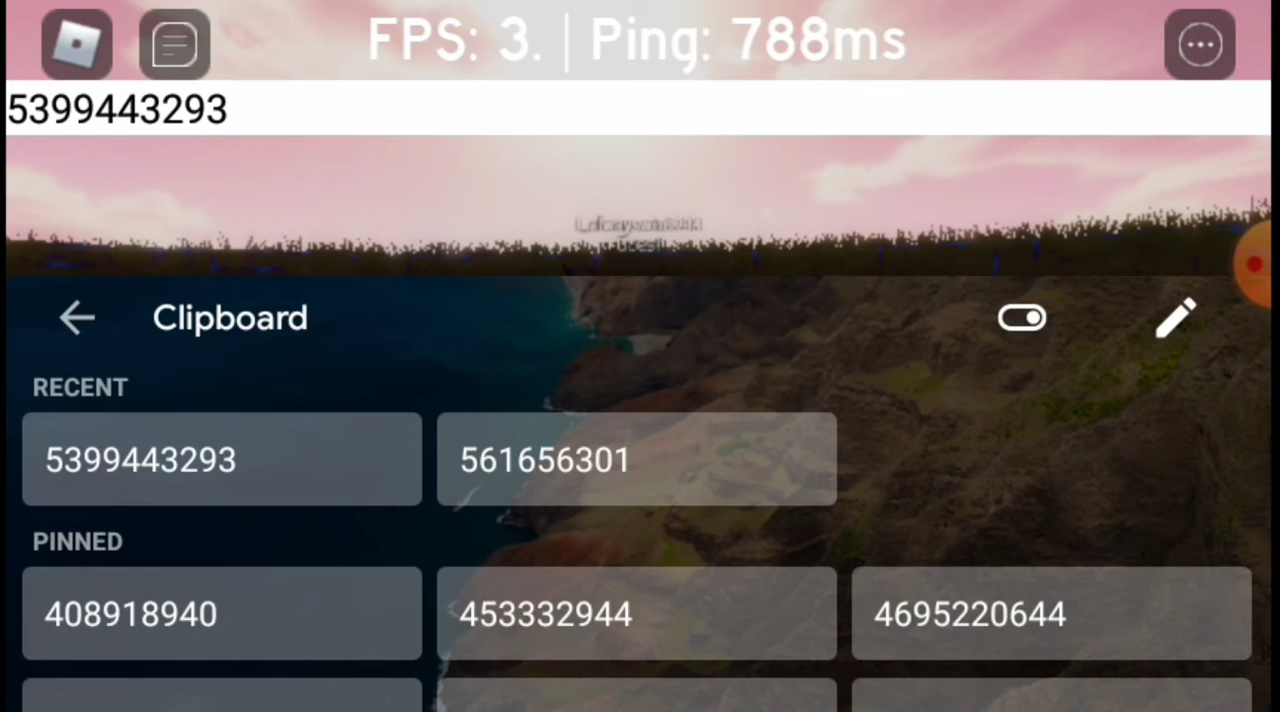 FPS: 3. | Ping: 788ms
5399443293
Clipboard
RECENT
5399443293 561656301
PINNED
408918940 453332944 4695220644